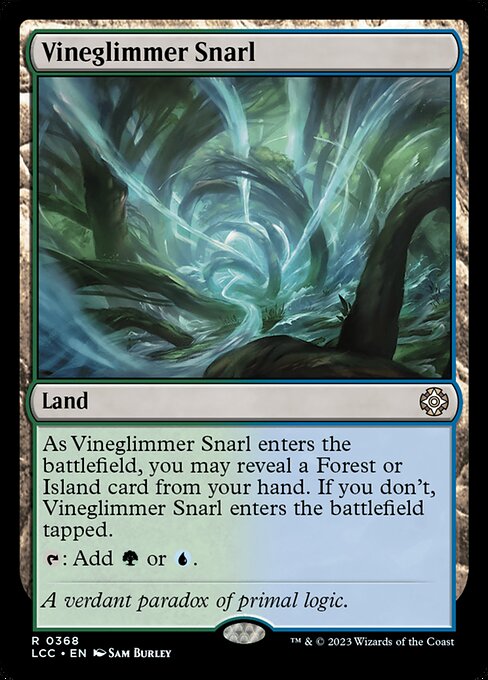 Vineglimmer Snarl
Land
As Vineglimmer Snarl enters the
battlefield, you may reveal a Forest or
Island card from your hand. If you don't,
Vineglimmer Snarl enters the battlefield
tapped.
: Add or .
A verdant paradox of primal logic.
R 0368
LCC • EN Sam Burley
™ & © 2023 Wizards of the Coast